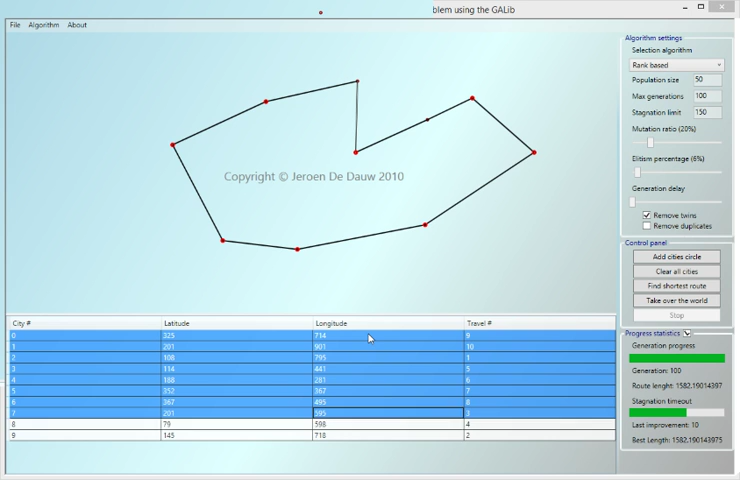 blem using the GALib
File Algorithm About
Algorithm settings
Selection algorithm
Rank based
Population size 50
Max generations 100
Stagnation limit 150
Mutation ratio (20%)
Elitism percentage (6%)
Generation delay
Remove twins
Remove duplicates
Copyright © Jeroen De Dauw 2010
Control panel
Add cities circle
Clear all cities
Find shortest route
Take over the world
Stop
City # Latitude Longitude Travel #
0 325 714 9
1 201 901 10
2 108 795 1
3 114 441 5
4 188 281 6
5 352 367 7
6 367 495 8
7 201 595 3
8 79 598 4
9 145 718 2
Progress statistics
Generation progress
Generation: 100
Route lenght: 1582,19014397
Stagnation timeout
Last improvement: 10
Best Length: 1582,190143975